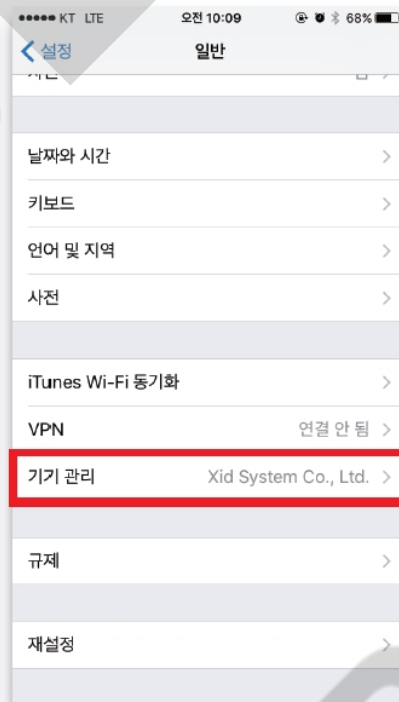 ●●●●● KT LTE 오전 10:09 68%
설정 일반
날짜와 시간
키보드
언어 및 지역
사전
iTunes Wi-Fi 동기화
VPN 연결 안 됨
기기 관리 Xid System Co., Ltd.
규제
재설정